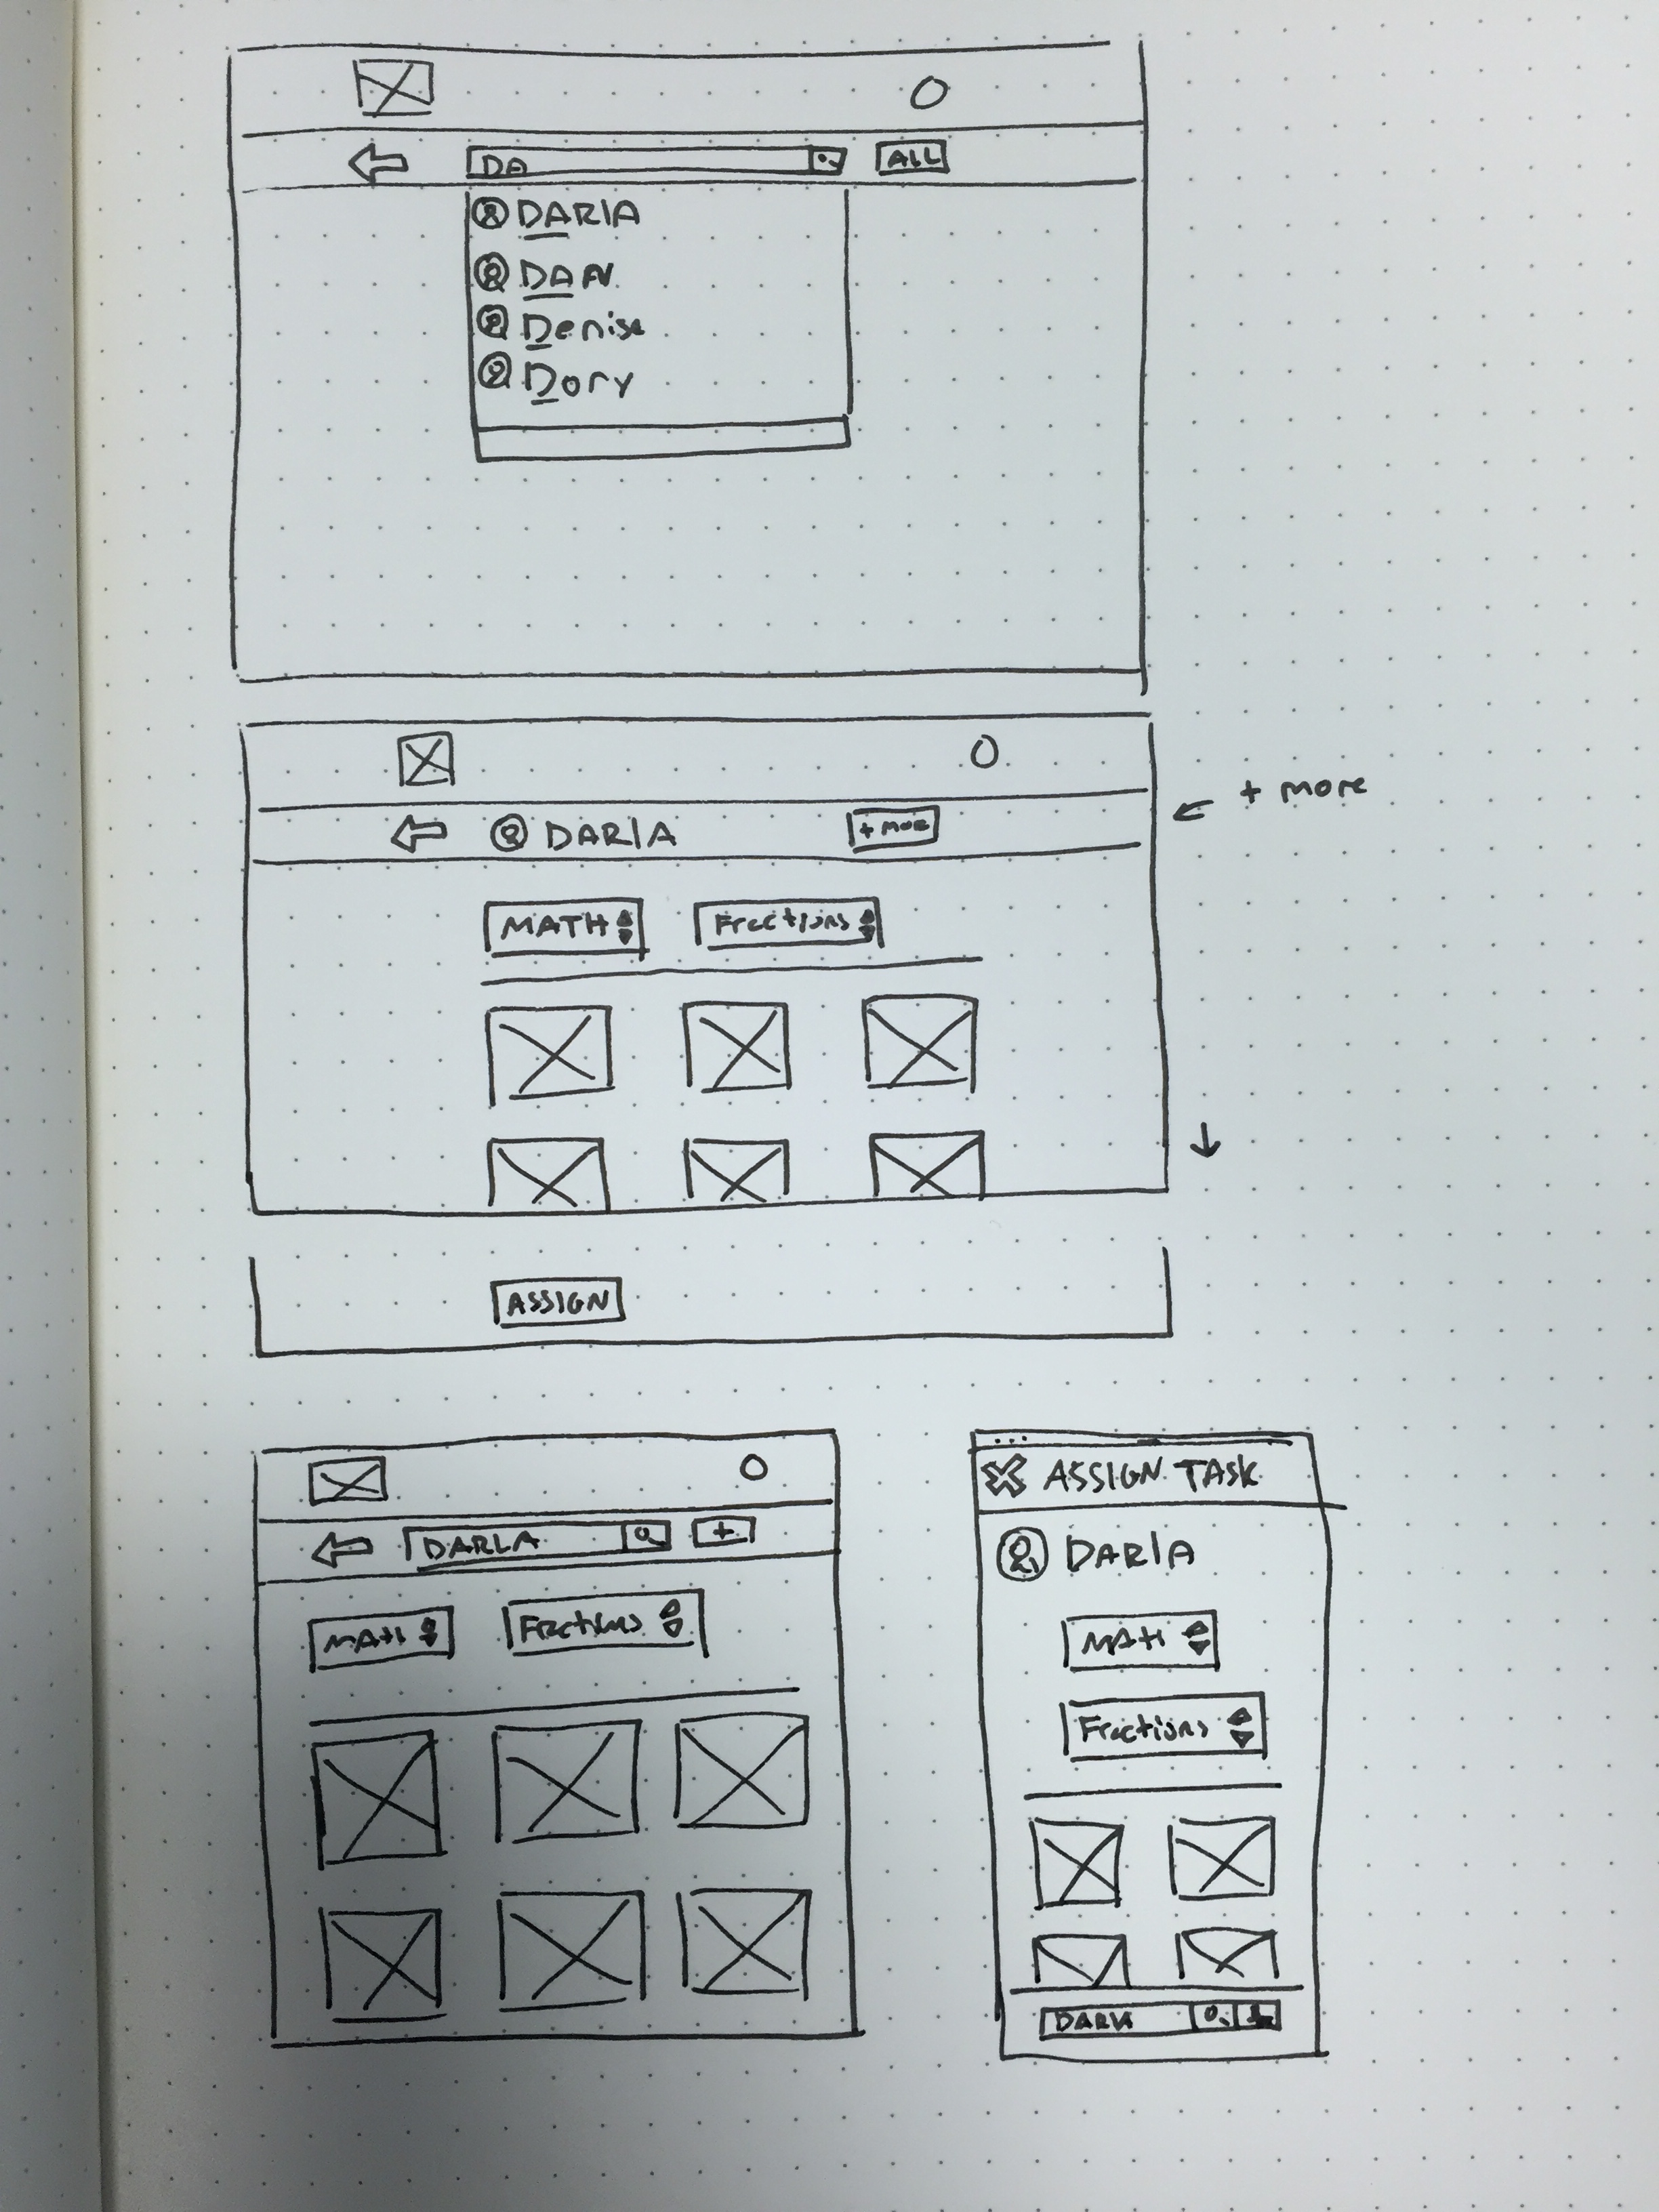 DA
ALL
DARIA
DAN
Denise
Dory
+ more
DARIA
+ more
MATH
Fractions
ASSIGN
DARIA
+
MATH
Fractions
ASSIGN TASK
DARIA
MATH
Fractions
DARIA